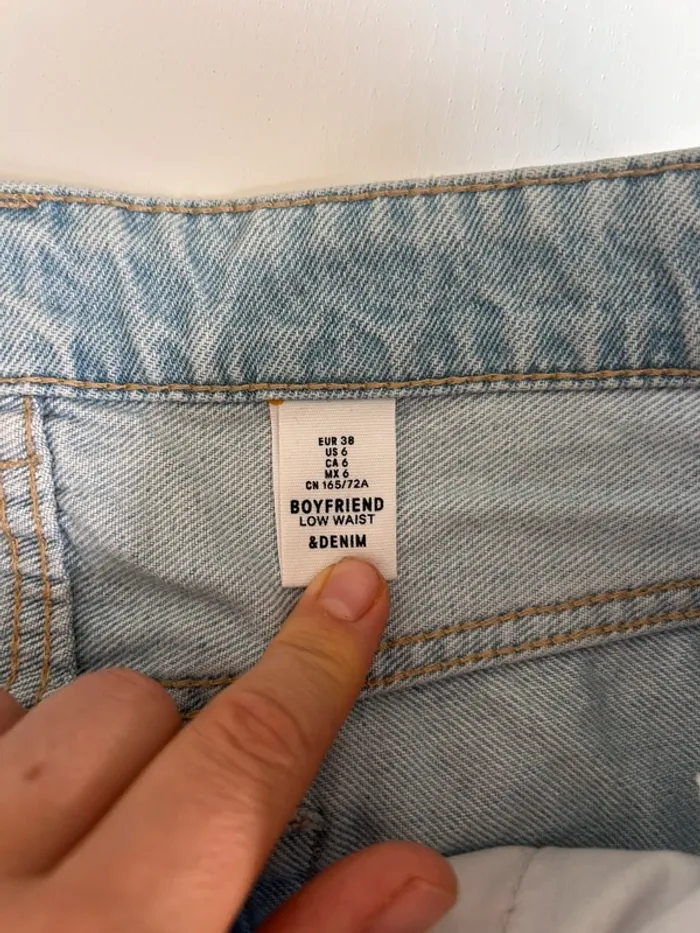 EUR 38
US 6
CA 6
MX 6
CN 165/72A
BOYFRIEND
LOW WAIST
&DENIM